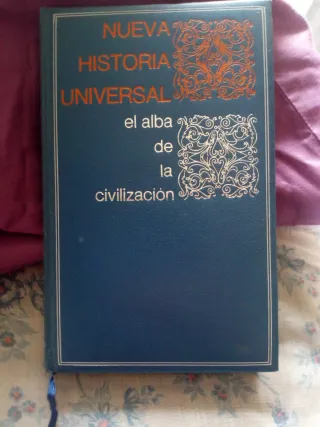 NUEVA
HISTORIA
UNIVERSAL
el alba
de
la
civilización